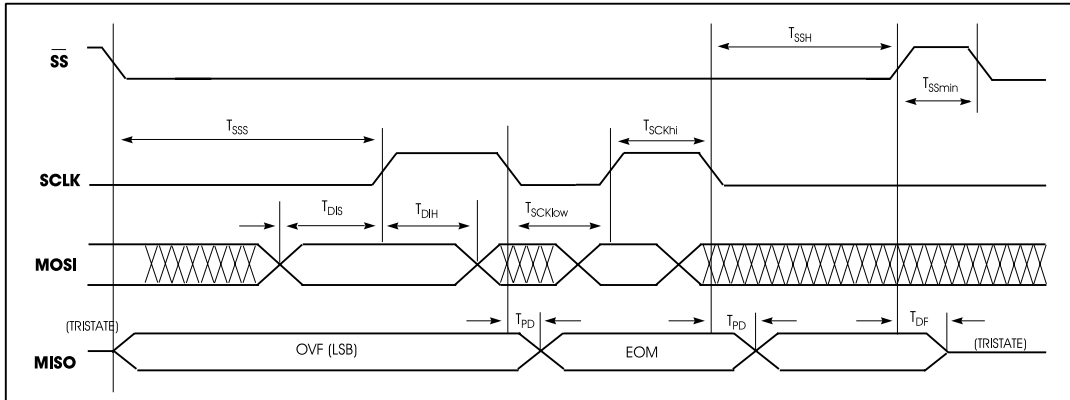 SS
T_SSH
T_SSmin
T_SSS
T_SCKhi
SCLK
T_DIS
T_DIH
T_SCKlow
MOSI
(TRISTATE)
T_PD
T_PD
T_DF
OVF (LSB)
EOM
(TRISTATE)
MISO